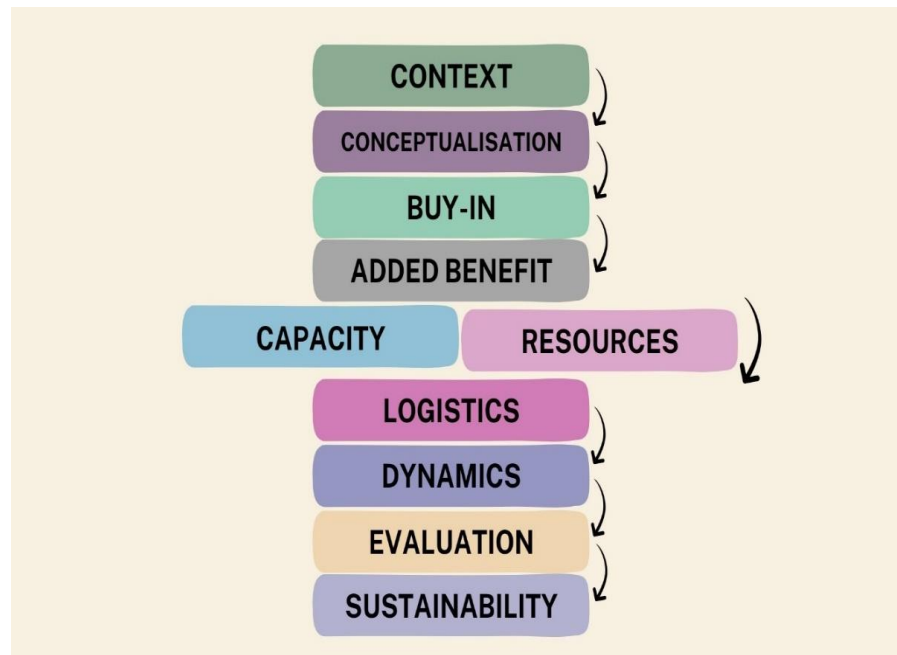 CONTEXT
CONCEPTUALISATION
BUY-IN
ADDED BENEFIT
CAPACITY RESOURCES
LOGISTICS
DYNAMICS
EVALUATION
SUSTAINABILITY